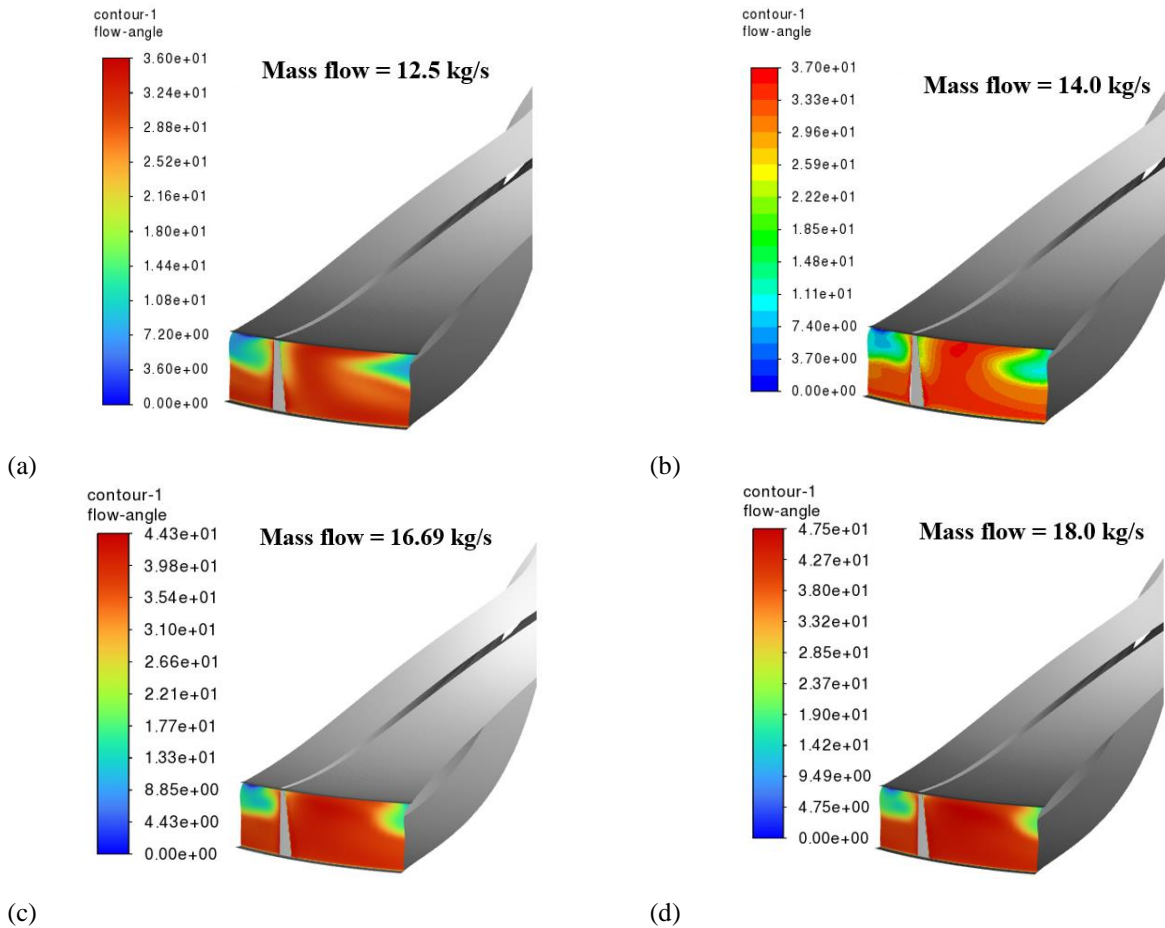 contour-1
flow-angle
Mass flow = 12.5 kg/s
3.60e+01
3.24e+01
2.88e+01
2.52e+01
2.16e+01
1.80e+01
1.44e+01
1.08e+01
7.20e+00
3.60e+00
0.00e+00
(a)
contour-1
flow-angle
Mass flow = 14.0 kg/s
3.70e+01
3.33e+01
2.96e+01
2.59e+01
2.22e+01
1.85e+01
1.48e+01
1.11e+01
7.40e+00
3.70e+00
0.00e+00
(b)
contour-1
flow-angle
Mass flow = 16.69 kg/s
4.43e+01
3.98e+01
3.54e+01
3.10e+01
2.66e+01
2.21e+01
1.77e+01
1.33e+01
8.85e+00
4.43e+00
0.00e+00
(c)
contour-1
flow-angle
Mass flow = 18.0 kg/s
4.75e+01
4.27e+01
3.80e+01
3.32e+01
2.85e+01
2.37e+01
1.90e+01
1.42e+01
9.49e+00
4.75e+00
0.00e+00
(d)